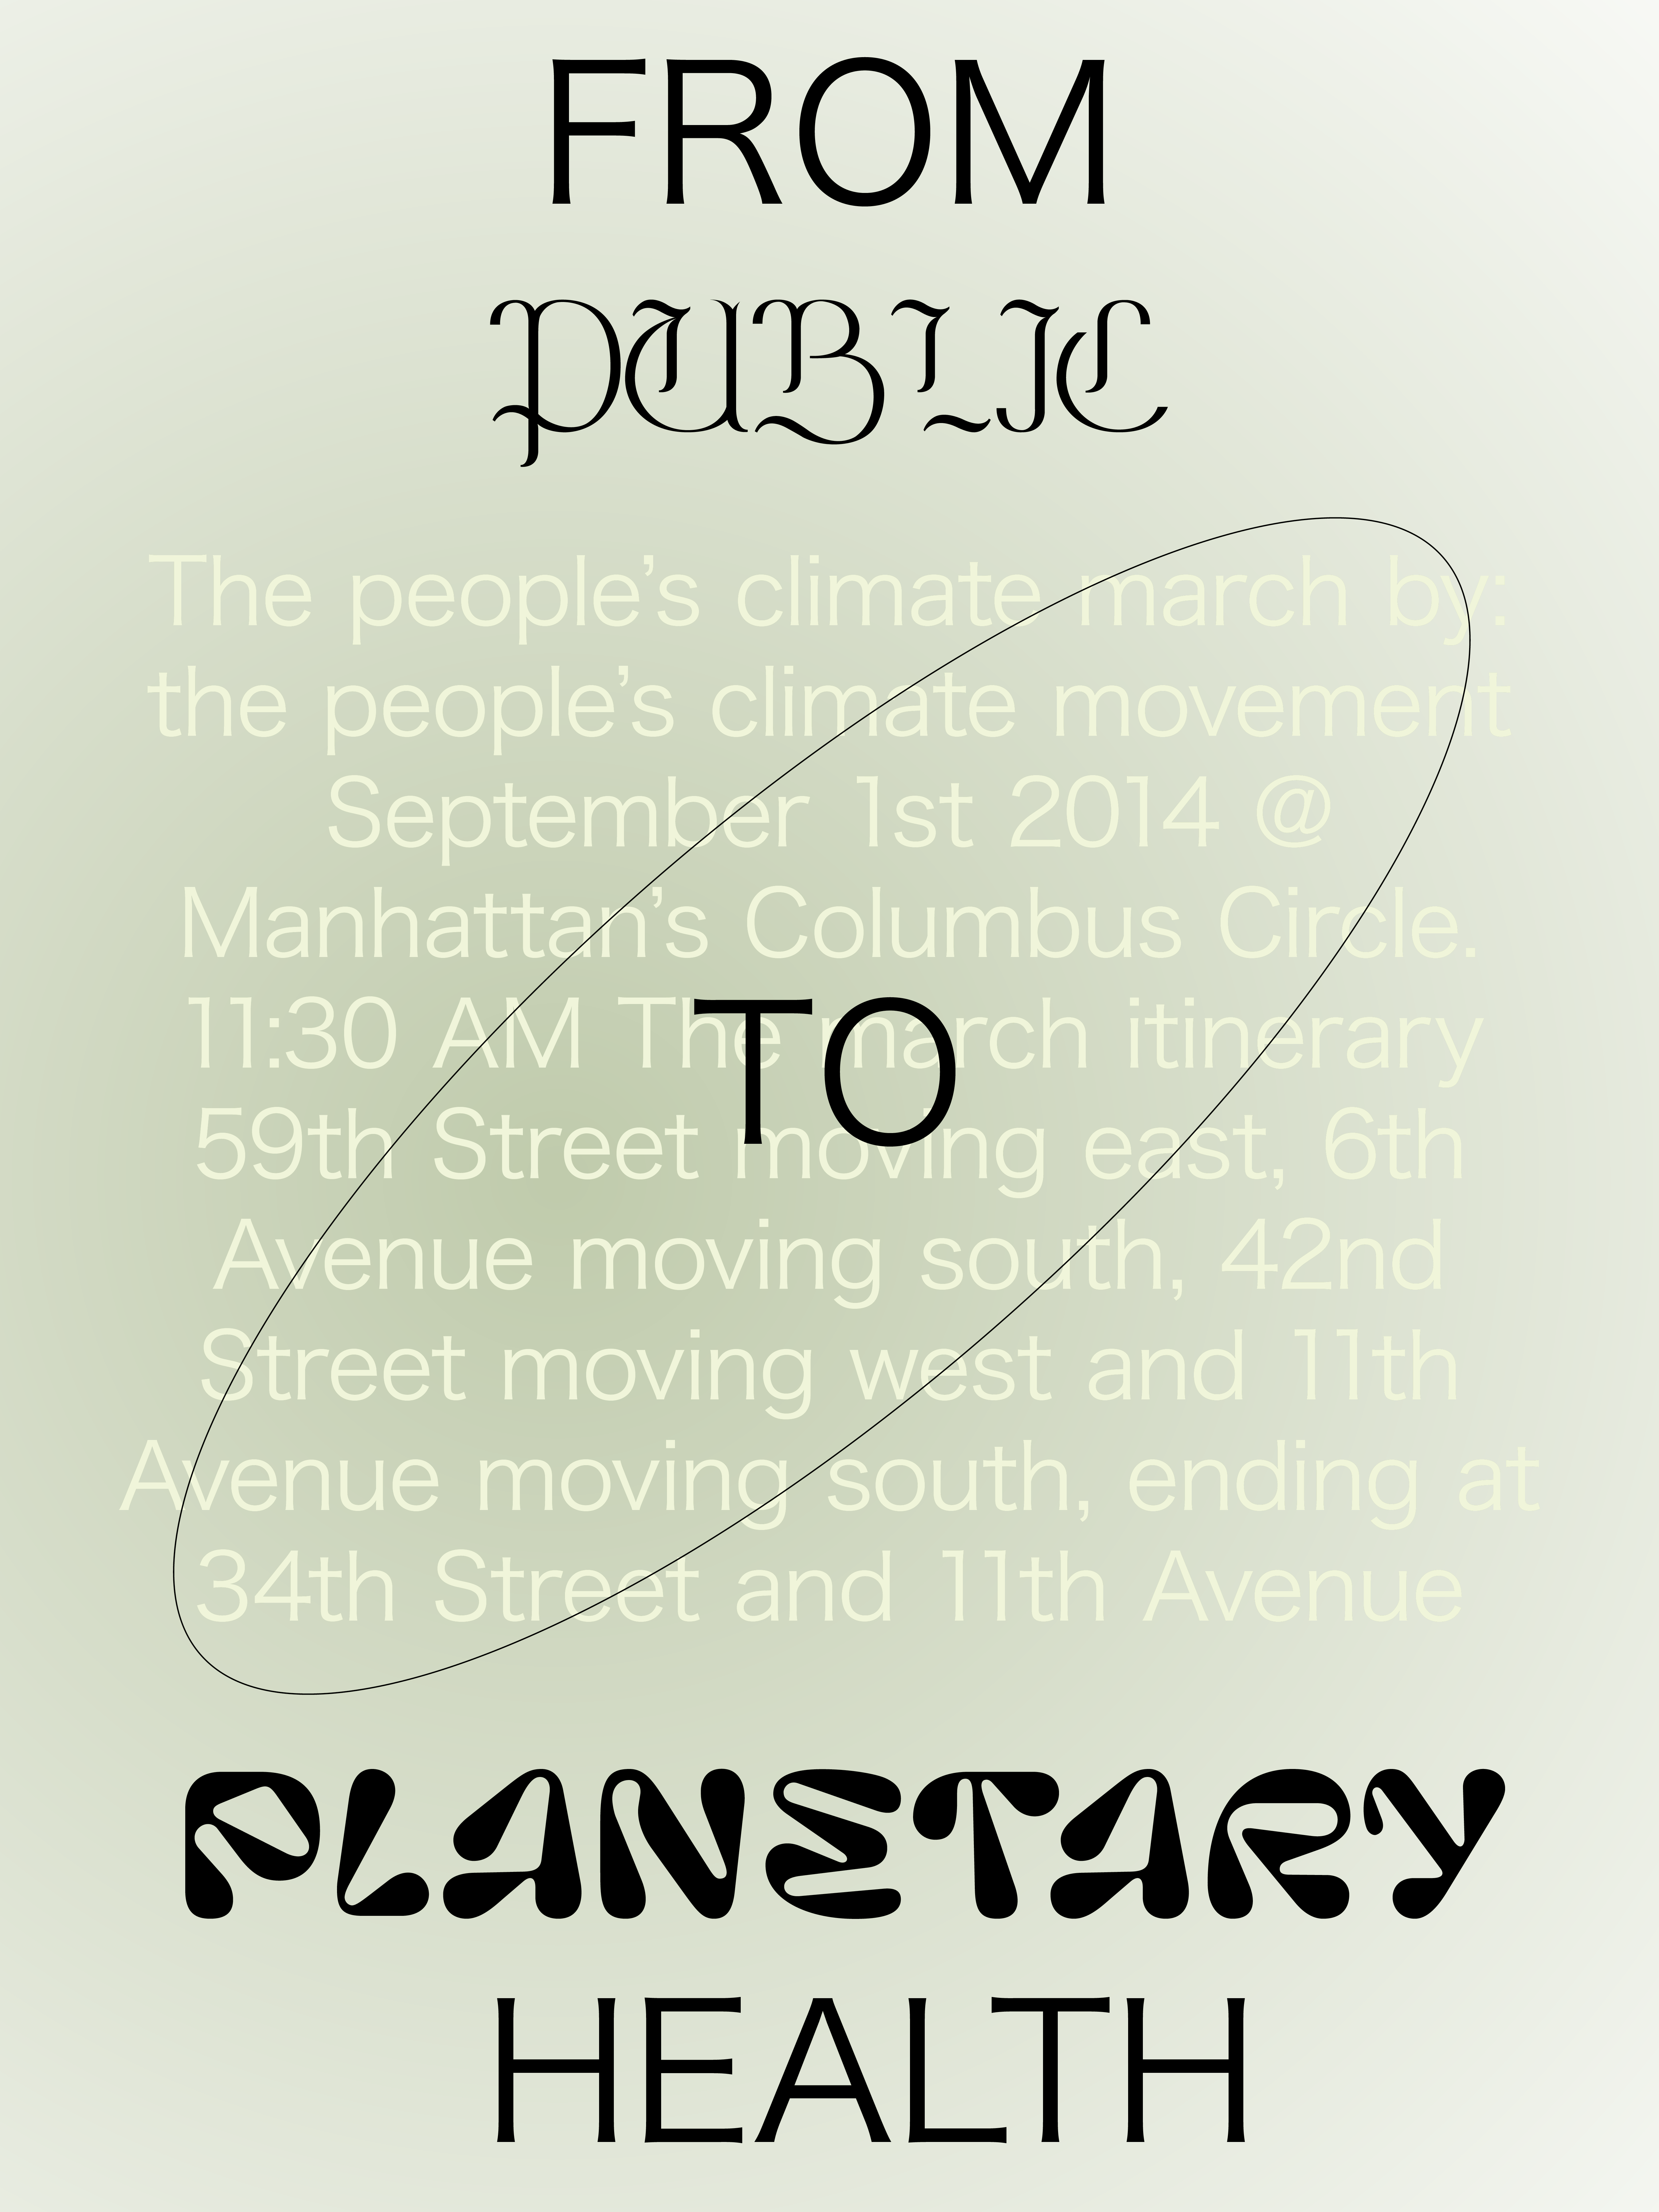 FROM
PUBLIC
The people’s climate march by:
the people’s climate movement
September 1st 2014 @
Manhattan’s Columbus Circle.
11:30 AM The march itinerary
TO
59th Street moving east, 6th
Avenue moving south, 42nd
Street moving west and 11th
Avenue moving south, ending at
34th Street and 11th Avenue
PLANETARY
HEALTH